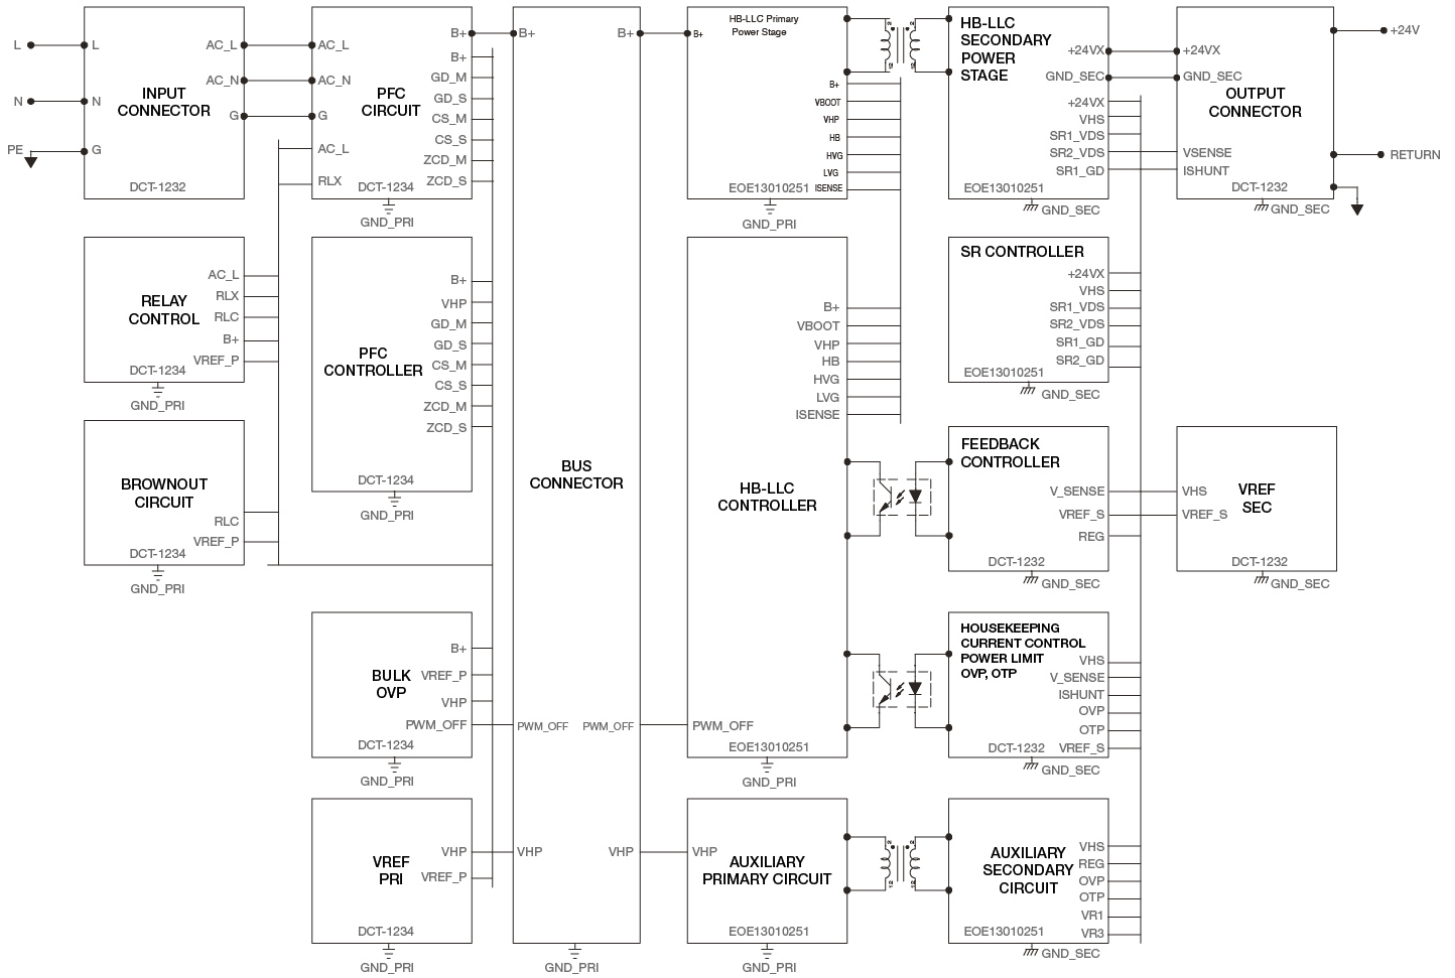 L
N
PE
L
N
G
AC_L
AC_N
G
INPUT
CONNECTOR
DCT-1232
AC_L
AC_N
G
AC_L
RLX
PFC
CIRCUIT
B+
B+
GD_M
GD_S
CS_M
CS_S
ZCD_M
ZCD_S
DCT-1234
GND_PRI
B+
B+
BUS
CONNECTOR
PWM_OFF
PWM_OFF
VHP
VHP
GND_PRI
HB-LLC Primary
Power Stage
B+
B+
VBOOT
VHP
HB
HVG
LVG
ISENSE
EOE13010251
GND_PRI
2
12
2
12
HB-LLC
SECONDARY
POWER
STAGE
+24VX
GND_SEC
+24VX
VHS
SR1_VDS
SR2_VDS
SR1_GD
EOE13010251
GND_SEC
+24VX
GND_SEC
OUTPUT
CONNECTOR
VSENSE
ISHUNT
DCT-1232
GND_SEC
+24V
RETURN
RELAY
CONTROL
AC_L
RLX
RLC
B+
VREF_P
DCT-1234
GND_PRI
PFC
CONTROLLER
B+
VHP
GD_M
GD_S
CS_M
CS_S
ZCD_M
ZCD_S
DCT-1234
GND_PRI
HB-LLC
CONTROLLER
B+
VBOOT
VHP
HB
HVG
LVG
ISENSE
PWM_OFF
EOE13010251
GND_PRI
SR CONTROLLER
+24VX
VHS
SR1_VDS
SR2_VDS
SR1_GD
SR2_GD
EOE13010251
GND_SEC
BROWNOUT
CIRCUIT
RLC
VREF_P
DCT-1234
GND_PRI
FEEDBACK
CONTROLLER
V_SENSE
VREF_S
REG
DCT-1232
GND_SEC
VHS
VREF_S
VREF
SEC
DCT-1232
GND_SEC
BULK
OVP
B+
VREF_P
VHP
PWM_OFF
DCT-1234
GND_PRI
HOUSEKEEPING
CURRENT CONTROL
POWER LIMIT
OVP, OTP
VHS
V_SENSE
ISHUNT
OVP
OTP
VREF_S
DCT-1232
GND_SEC
VREF
PRI
VHP
VREF_P
DCT-1234
GND_PRI
VHP
AUXILIARY
PRIMARY CIRCUIT
EOE13010251
GND_PRI
2
12
2
12
AUXILIARY
SECONDARY
CIRCUIT
VHS
REG
OVP
OTP
VR1
VR3
EOE13010251
GND_SEC